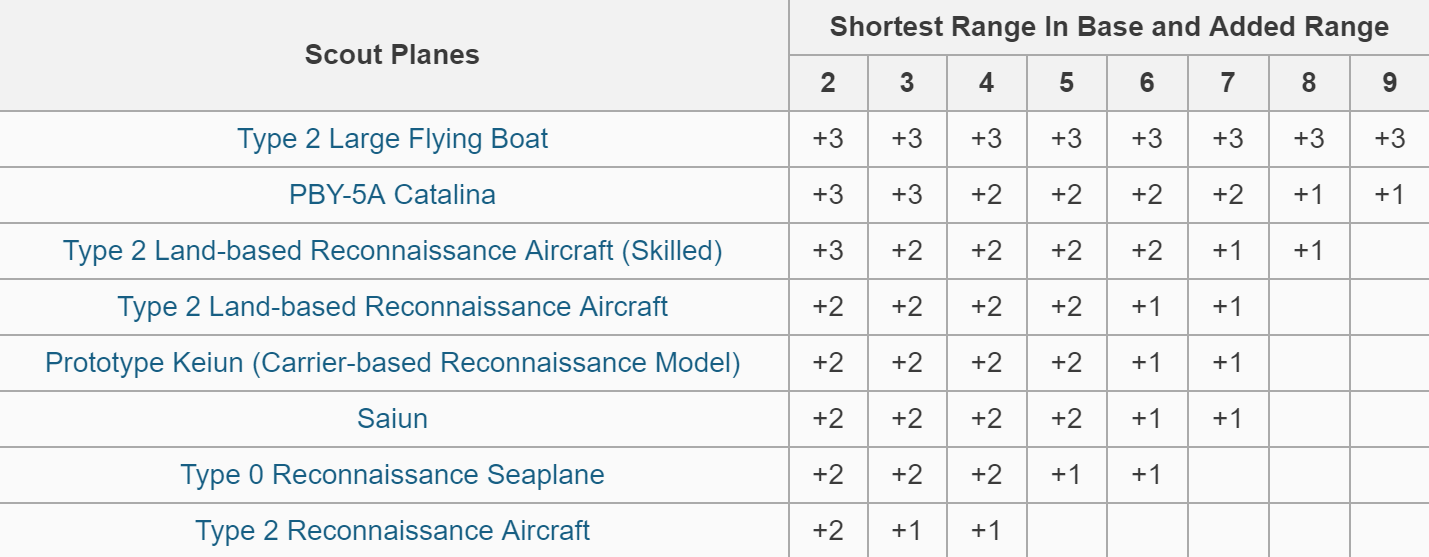 Scout Planes
Shortest Range In Base and Added Range
2 3 4 5 6 7 8 9
Type 2 Large Flying Boat +3 +3 +3 +3 +3 +3 +3 +3
PBY-5A Catalina +3 +3 +2 +2 +2 +2 +1 +1
Type 2 Land-based Reconnaissance Aircraft (Skilled) +3 +2 +2 +2 +2 +1 +1
Type 2 Land-based Reconnaissance Aircraft +2 +2 +2 +2 +1 +1
Prototype Keiun (Carrier-based Reconnaissance Model) +2 +2 +2 +2 +1 +1
Saiun +2 +2 +2 +2 +1 +1
Type 0 Reconnaissance Seaplane +2 +2 +2 +1 +1
Type 2 Reconnaissance Aircraft +2 +1 +1